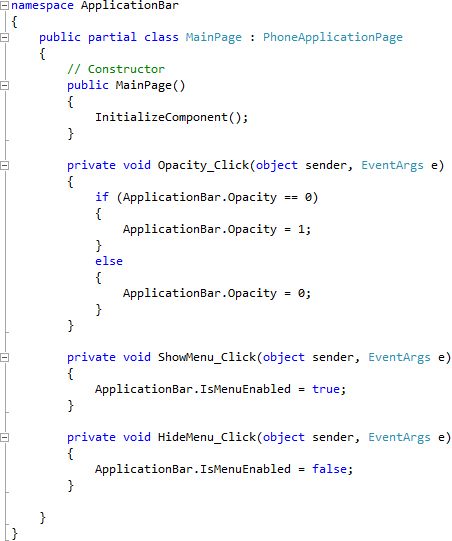 namespace ApplicationBar
{
    public partial class MainPage : PhoneApplicationPage
    {
        // Constructor
        public MainPage()
        {
            InitializeComponent();
        }

        private void Opacity_Click(object sender, EventArgs e)
        {
            if (ApplicationBar.Opacity == 0)
            {
                ApplicationBar.Opacity = 1;
            }
            else
            {
                ApplicationBar.Opacity = 0;
            }
        }

        private void ShowMenu_Click(object sender, EventArgs e)
        {
            ApplicationBar.IsMenuEnabled = true;
        }

        private void HideMenu_Click(object sender, EventArgs e)
        {
            ApplicationBar.IsMenuEnabled = false;
        }

    }
}